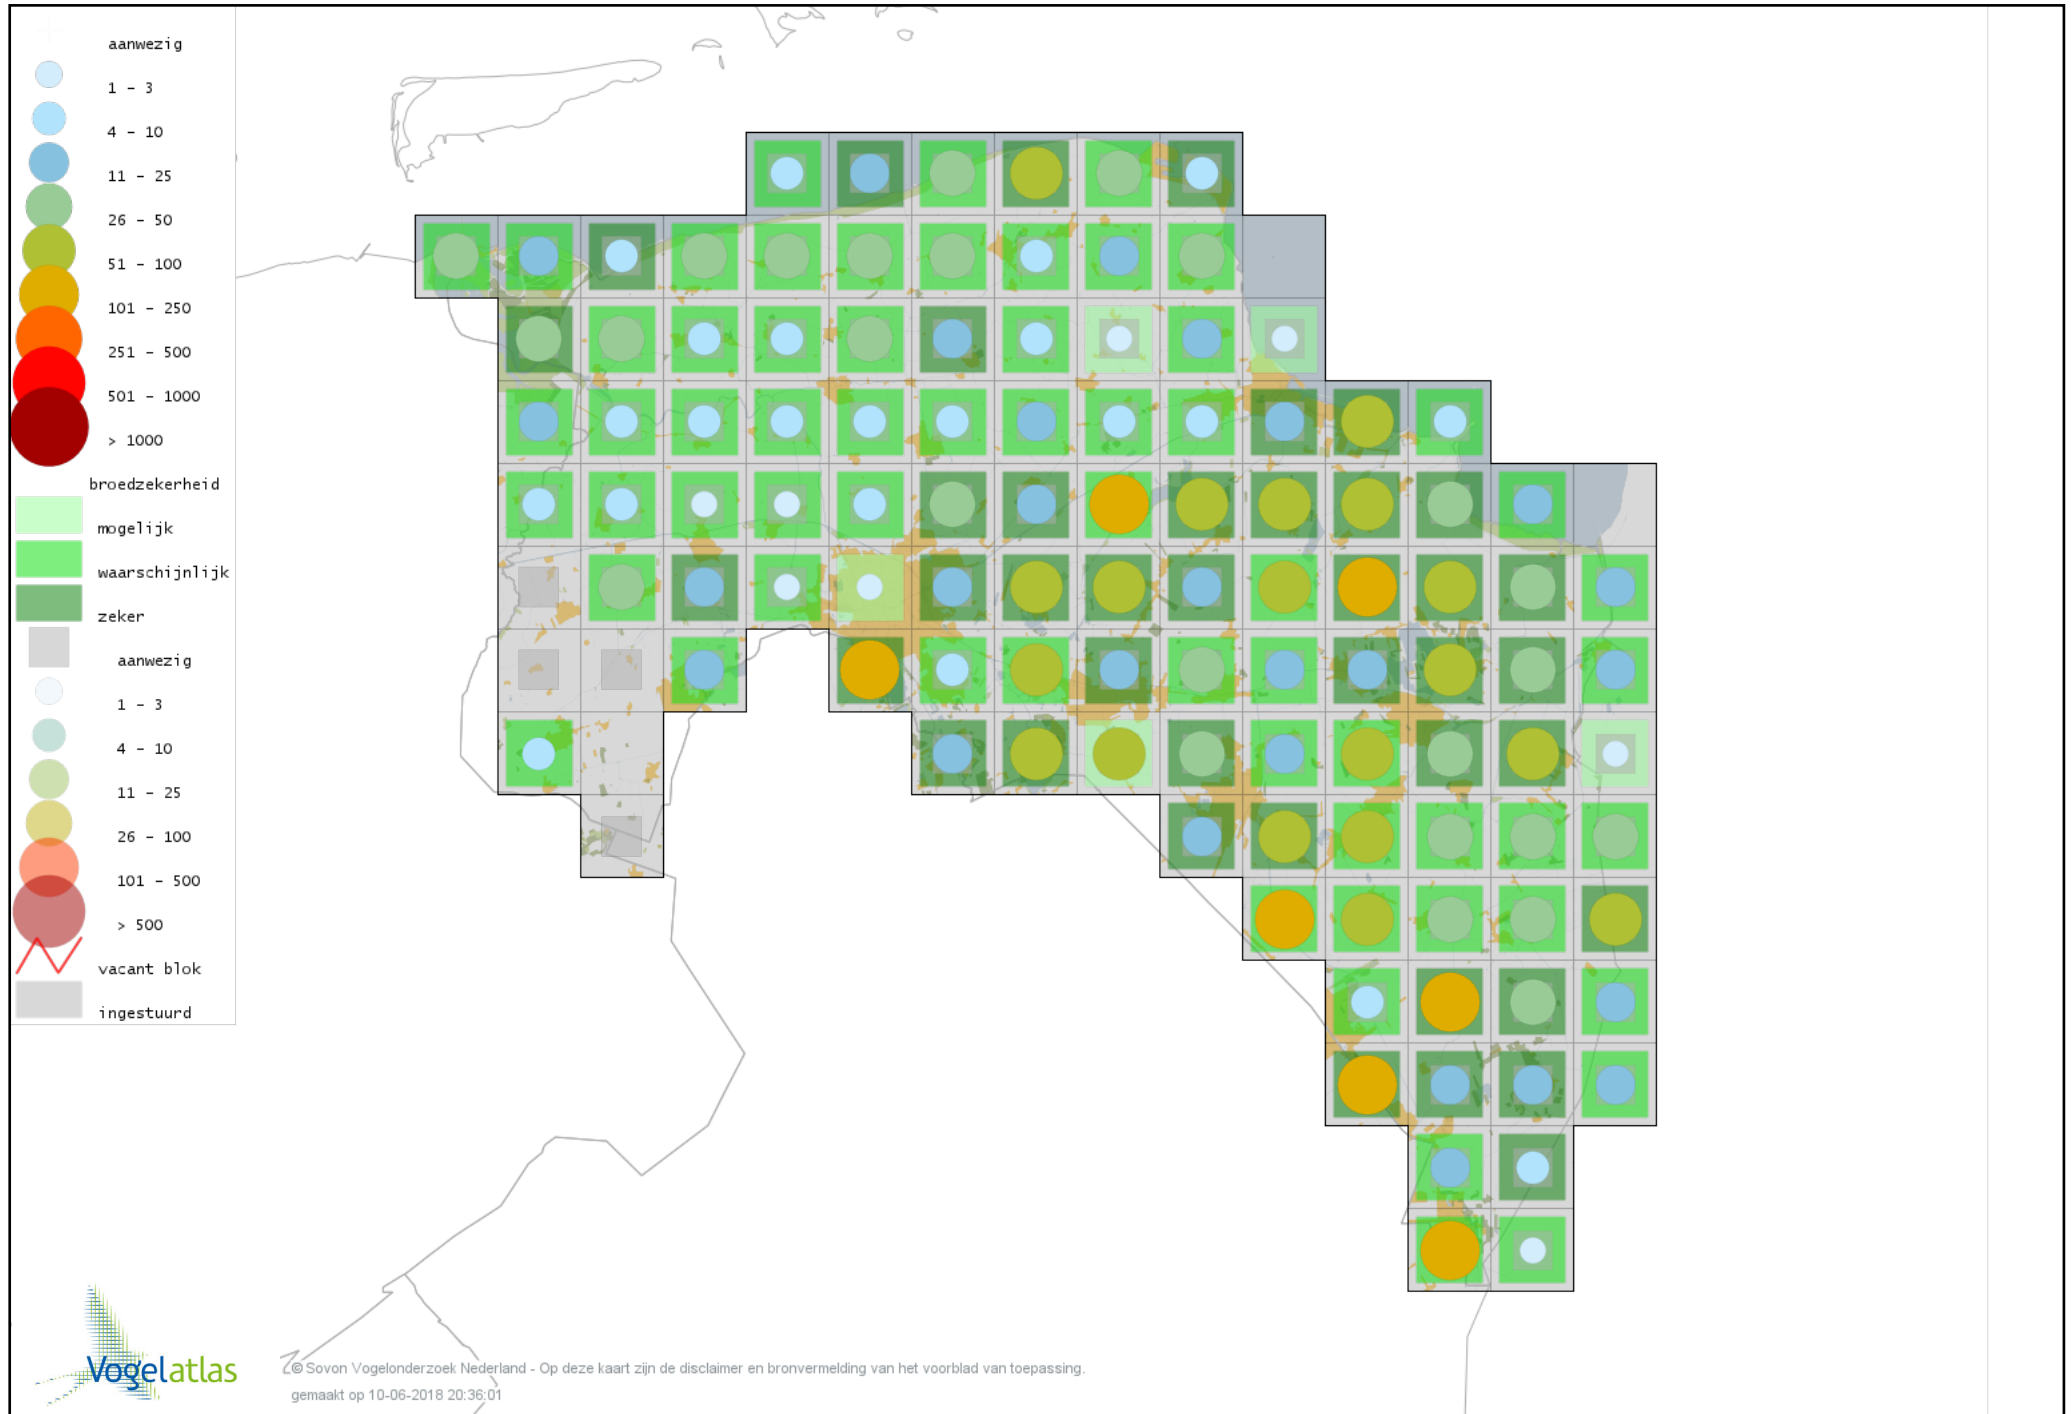 aanwezig
1 - 3
4 - 10
11 - 25
26 - 50
51 - 100
101 - 250
251 - 500
501 - 1000
> 1000
broedzekerheid
mogelijk
waarschijnlijk
zeker
aanwezig
1 - 3
4 - 10
11 - 25
26 - 100
101 - 500
> 500
vacant blok
ingestuurd
Vogelatlas
© Sovon Vogelonderzoek Nederland - Op deze kaart zijn de disclaimer en bronvermelding van het voorblad van toepassing.
gemaakt op 10-06-2018 20:36:01